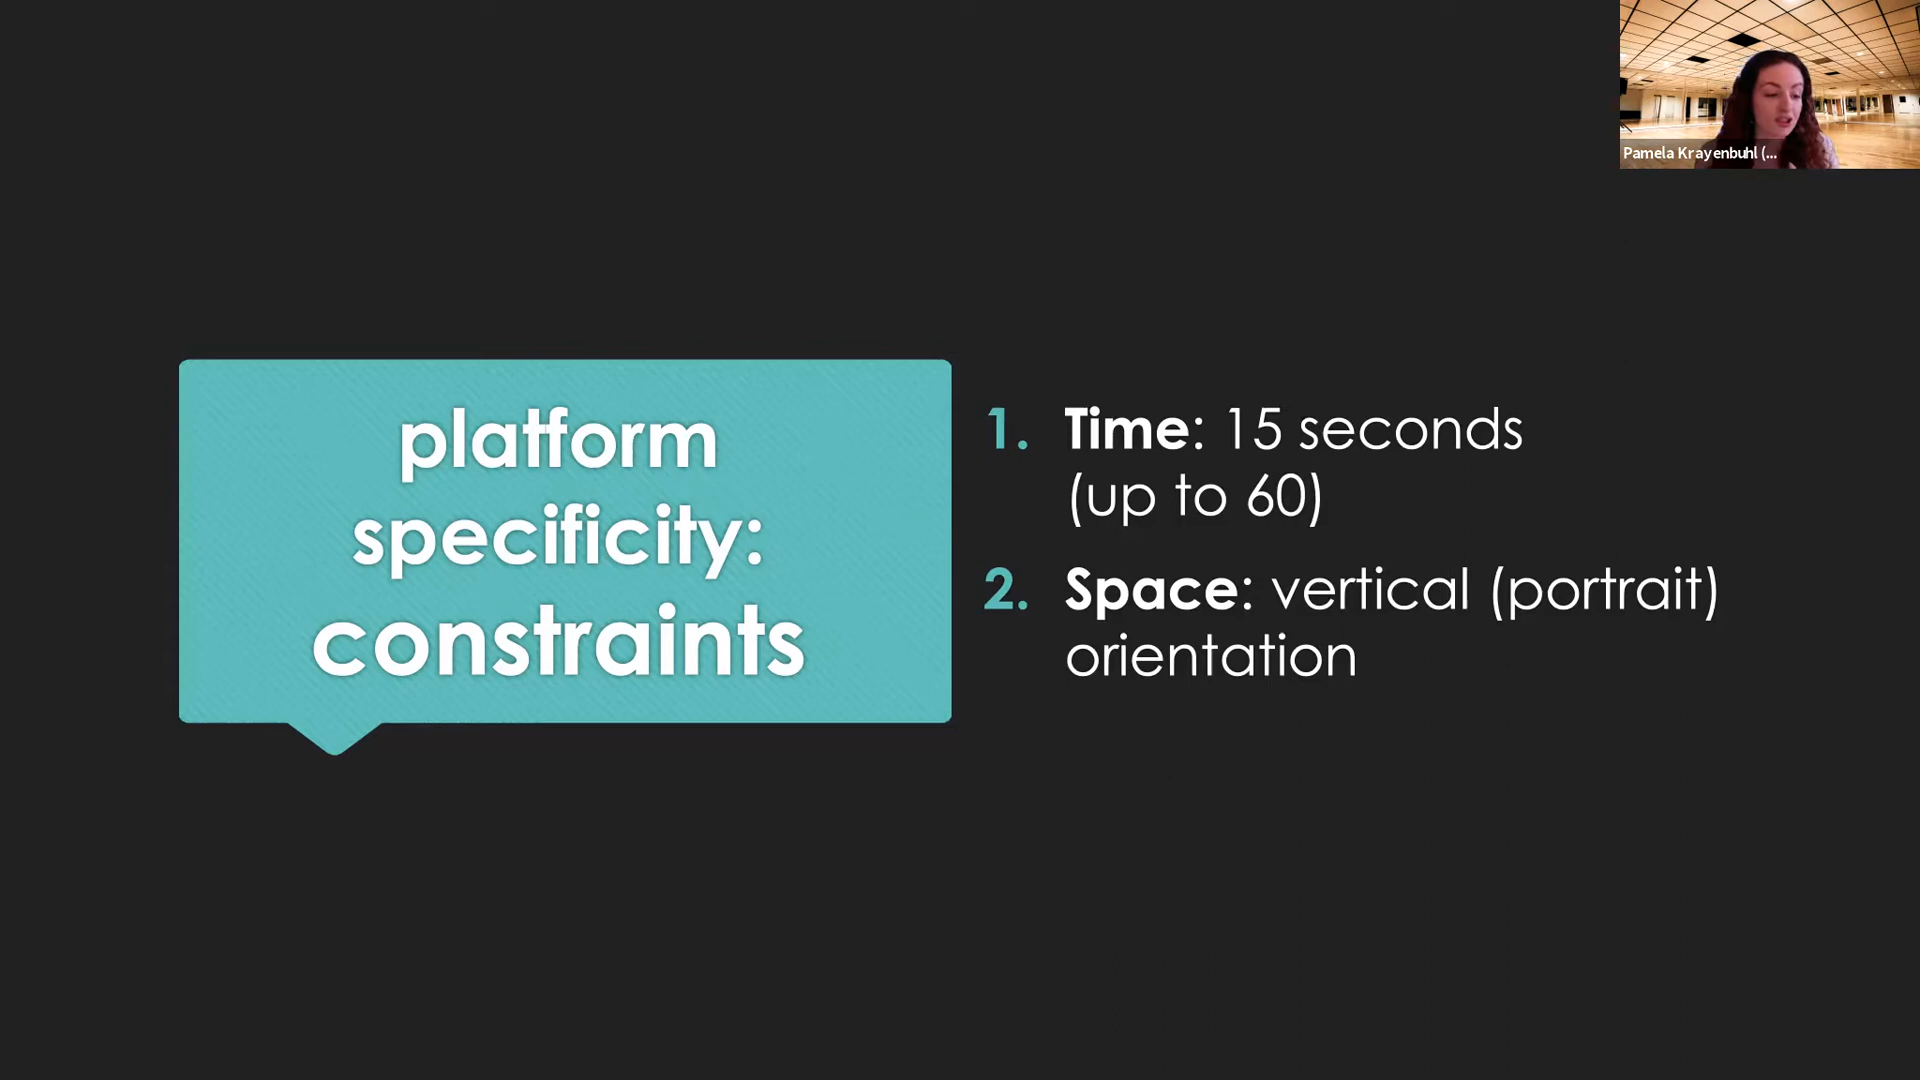 Pamela Krayenbuhl (...
platform
specificity:
constraints
1. Time: 15 seconds
(up to 60)
2. Space: vertical (portrait)
orientation